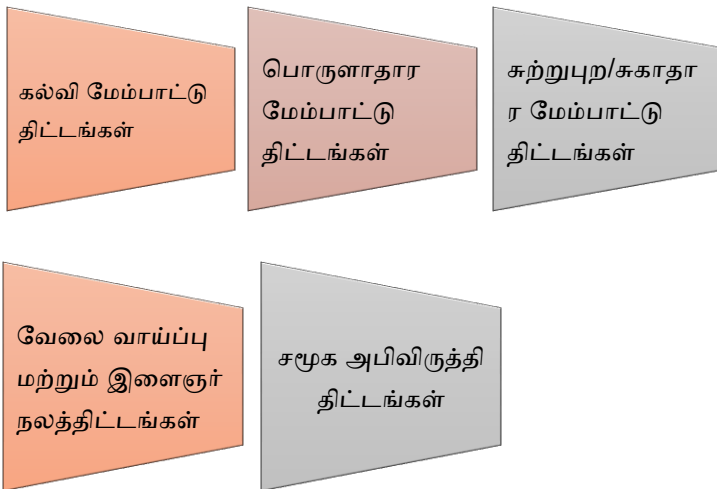 கல்வி மேம்பாட்டு
திட்டங்கள்
பொருளாதார
மேம்பாட்டு
திட்டங்கள்
சுற்றுபுற/சுகாதா
ர மேம்பாட்டு
திட்டங்கள்
வேலை வாய்ப்பு
மற்றும் இளைஞர்
நலத்திட்டங்கள்
சமூக அபிவிருத்தி
திட்டங்கள்